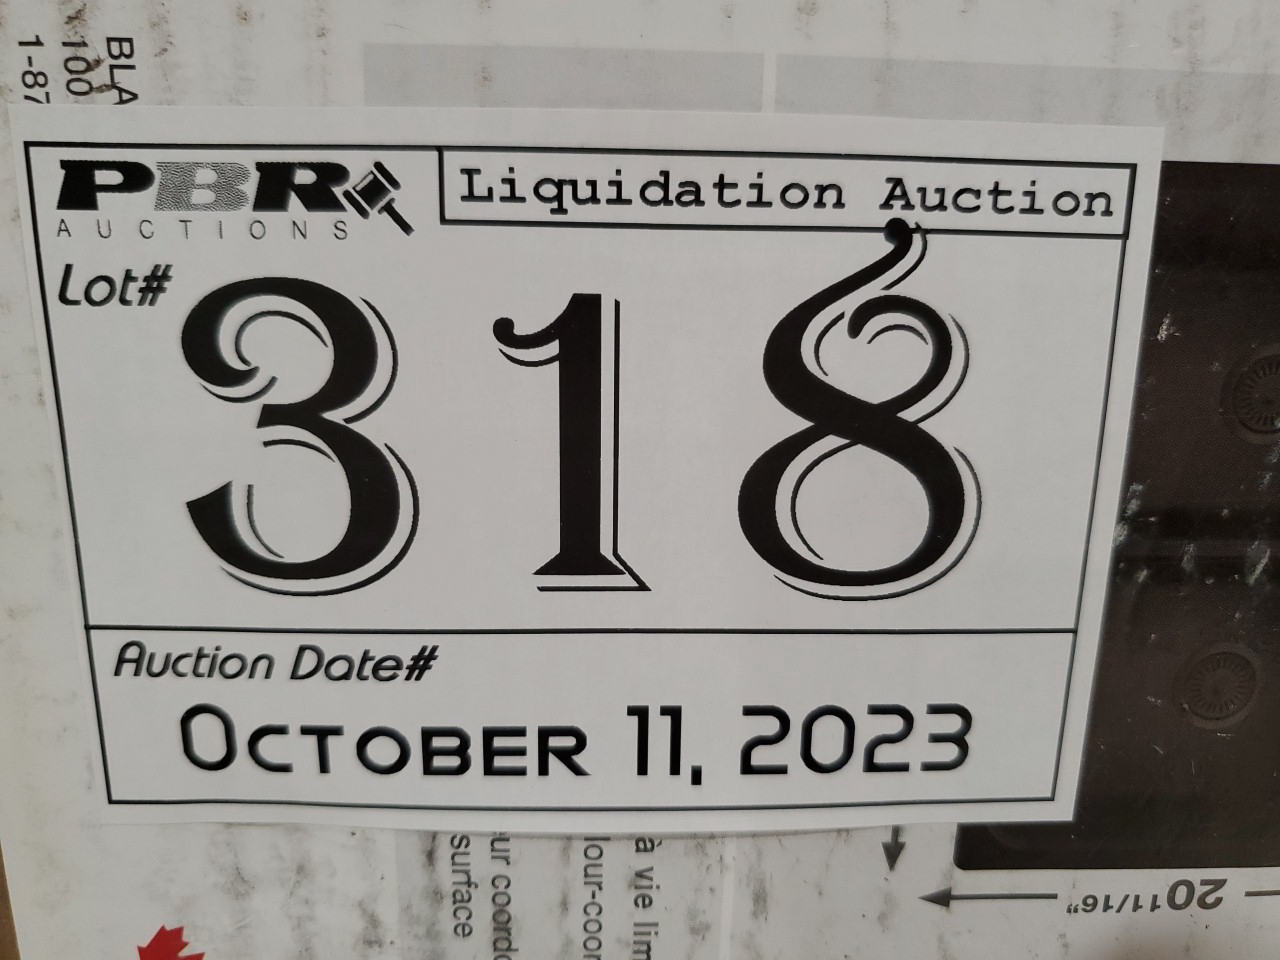 BLA
100
1-87
PBR
AUCTIONS
Liquidation Auction
Lot#
318
Auction Date#
October 11, 2023
à vie lim
lour-coor
ur coordo
surface
20 11/16"